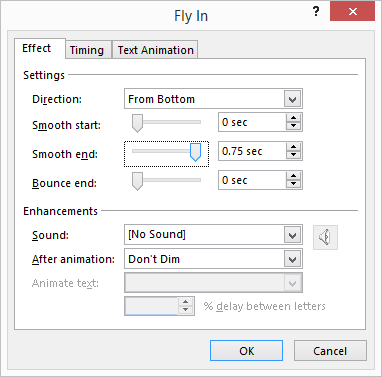 Fly In
? ×
Effect Timing Text Animation
Settings
Direction: From Bottom
Smooth start: 0 sec
Smooth end: 0.75 sec
Bounce end: 0 sec
Enhancements
Sound: [No Sound]
After animation: Don't Dim
Animate text:
% delay between letters
OK Cancel